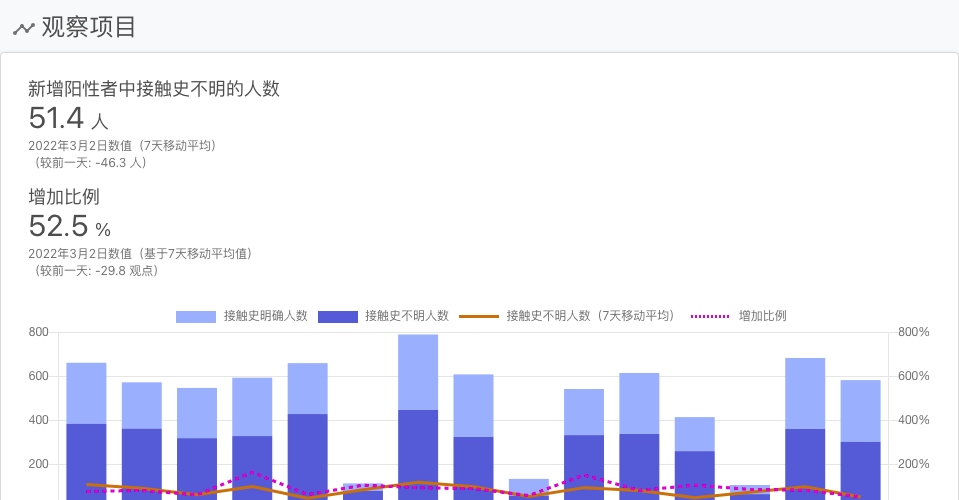 观察项目
新增阳性者中接触史不明的人数
51.4 人
2022年3月2日数值（7天移动平均）
（较前一天: -46.3 人）
增加比例
52.5 %
2022年3月2日数值（基于7天移动平均值）
（较前一天: -29.8 观点）
接触史明确人数 接触史不明人数 接触史不明人数（7天移动平均） 增加比例
800 800%
600 600%
400 400%
200 200%